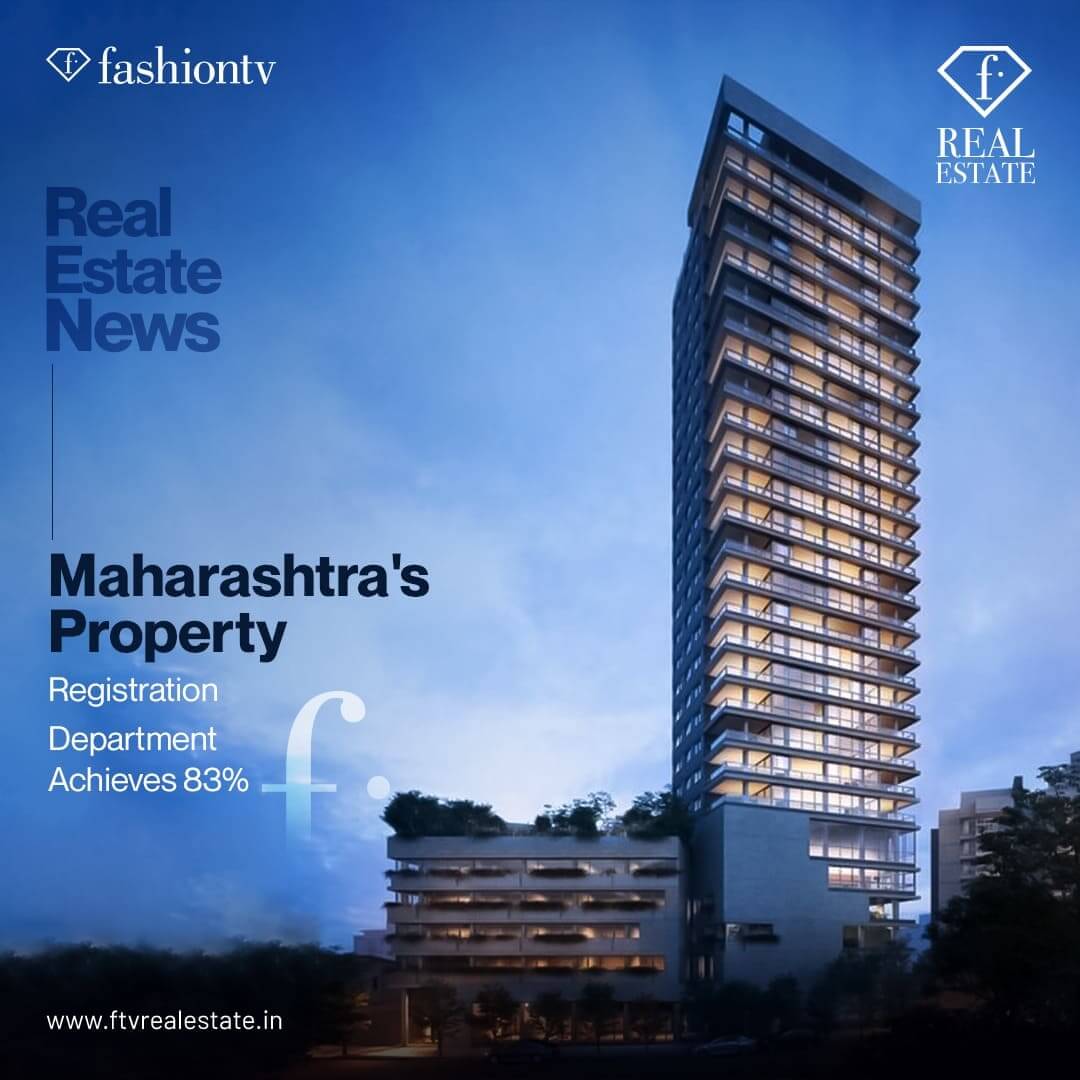 fashiontv
f.
REAL
ESTATE
Real
Estate
News
Maharashtra's
Property
Registration
Department
Achieves 83%
f.
www.ftvrealestate.in